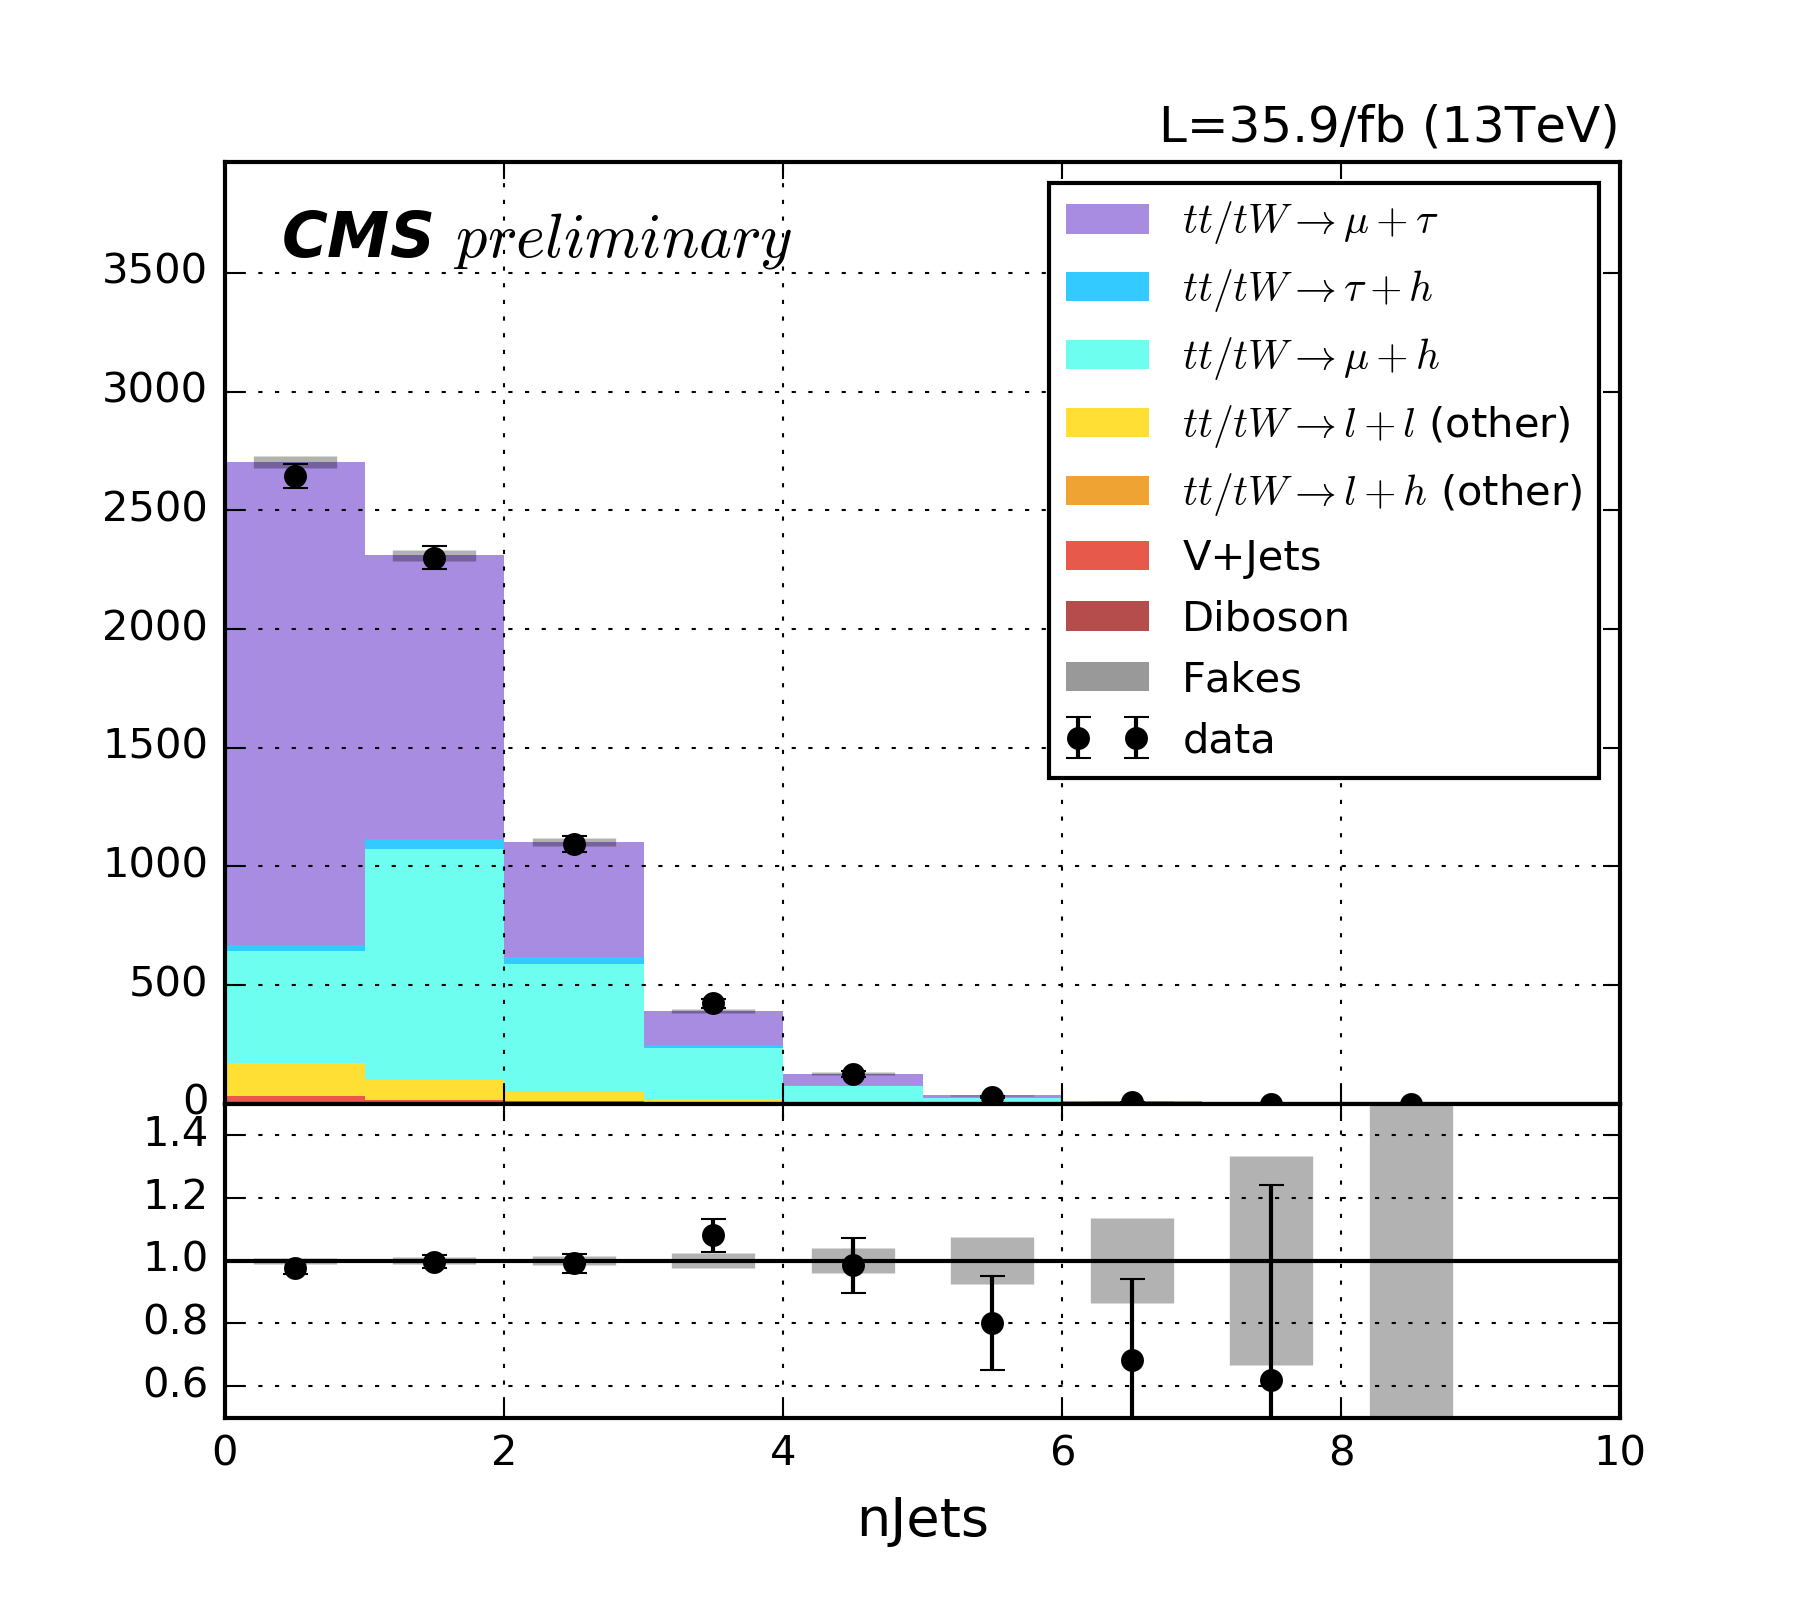 L=35.9/fb (13TeV)
CMS preliminary
tt/tW→μ+τ
tt/tW→τ+h
tt/tW→μ+h
tt/tW→l+l (other)
tt/tW→l+h (other)
V+Jets
Diboson
Fakes
data
3500
3000
2500
2000
1500
1000
500
0
1.4
1.2
1.0
0.8
0.6
0 2 4 6 8 10
nJets